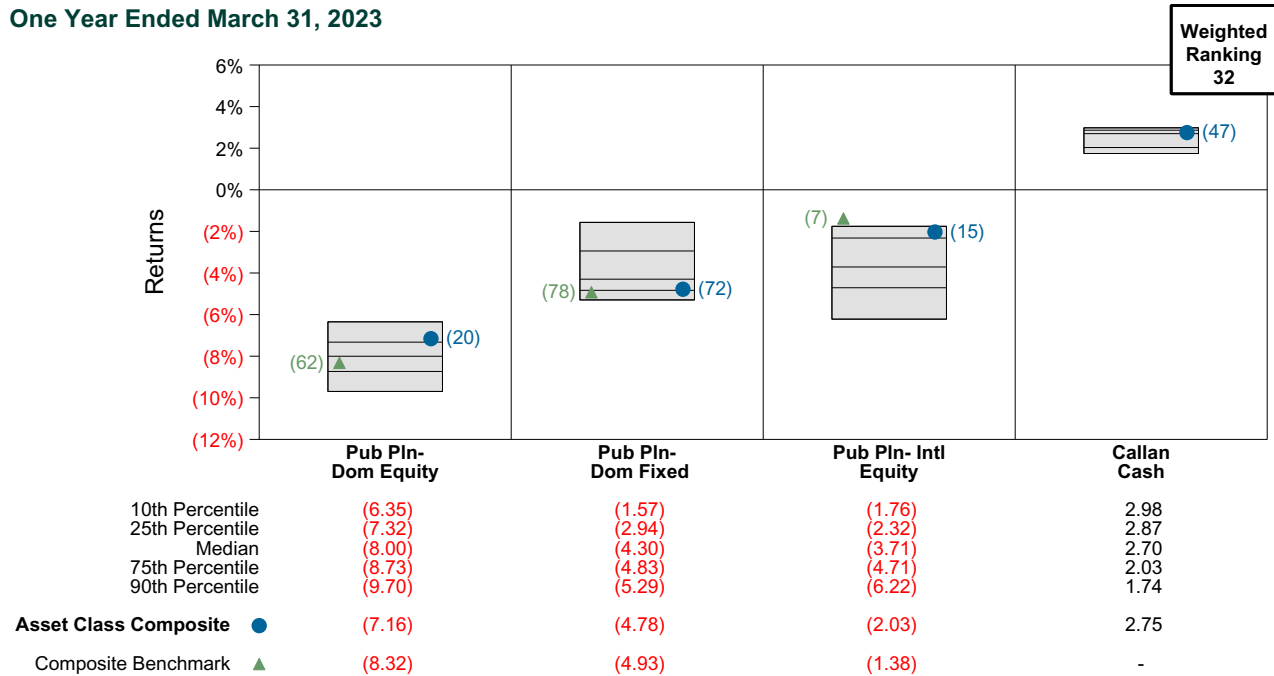 One Year Ended March 31, 2023
Weighted
Ranking
32
6%
4%
2%
0%
(2%)
(4%)
(6%)
(8%)
(10%)
(12%)
Returns
(62)
(20)
(78)
(72)
(7)
(15)
(47)
Pub Pln-
Dom Equity
Pub Pln-
Dom Fixed
Pub Pln- Intl
Equity
Callan
Cash
10th Percentile (6.35) (1.57) (1.76) 2.98
25th Percentile (7.32) (2.94) (2.32) 2.87
Median (8.00) (4.30) (3.71) 2.70
75th Percentile (8.73) (4.83) (4.71) 2.03
90th Percentile (9.70) (5.29) (6.22) 1.74
Asset Class Composite (7.16) (4.78) (2.03) 2.75
Composite Benchmark (8.32) (4.93) (1.38) -